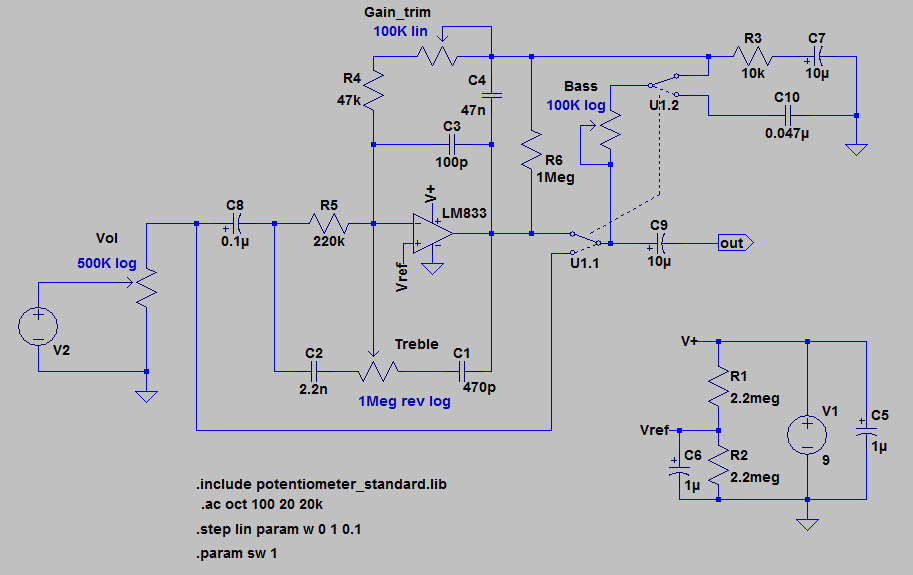 Gain_trim
100K lin
R4
47k
C4
47n
C3
100p
R6
1Meg
Bass
100K log
R3
10k
C7
+
10µ
U1.2
C10
0.047µ
Vol
500K log
C8
+
0.1µ
R5
220k
V+
LM833
Vref
U1.1
C9
+
10µ
out
V2
C2
2.2n
Treble
1Meg rev log
C1
470p
V+
R1
2.2meg
Vref
C6
+
1µ
R2
2.2meg
V1
9
C5
+
1µ
.include potentiometer_standard.lib
.ac oct 100 20 20k
.step lin param w 0 1 0.1
.param sw 1